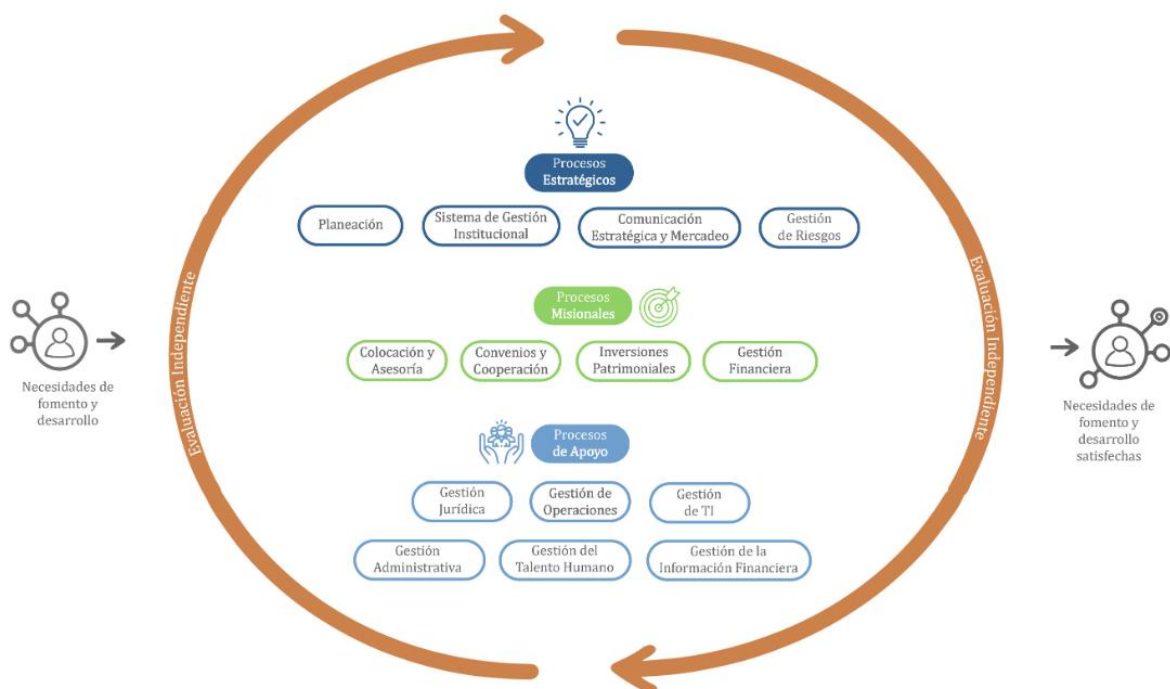 Procesos
Estratégicos
Planeación
Sistema de Gestión
Institucional
Comunicación
Estratégica y Mercadeo
Gestión
de Riesgos
Evaluación Independiente
Evaluación Independiente
Necesidades de
fomento y
desarrollo
Procesos
Misionales
Colocación y
Asesoría
Convenios y
Cooperación
Inversiones
Patrimoniales
Gestión
Financiera
Necesidades de
fomento y
desarrollo
satisfechas
Procesos
de Apoyo
Gestión
Jurídica
Gestión de
Operaciones
Gestión
de TI
Gestión
Administrativa
Gestión del
Talento Humano
Gestión de la
Información Financiera